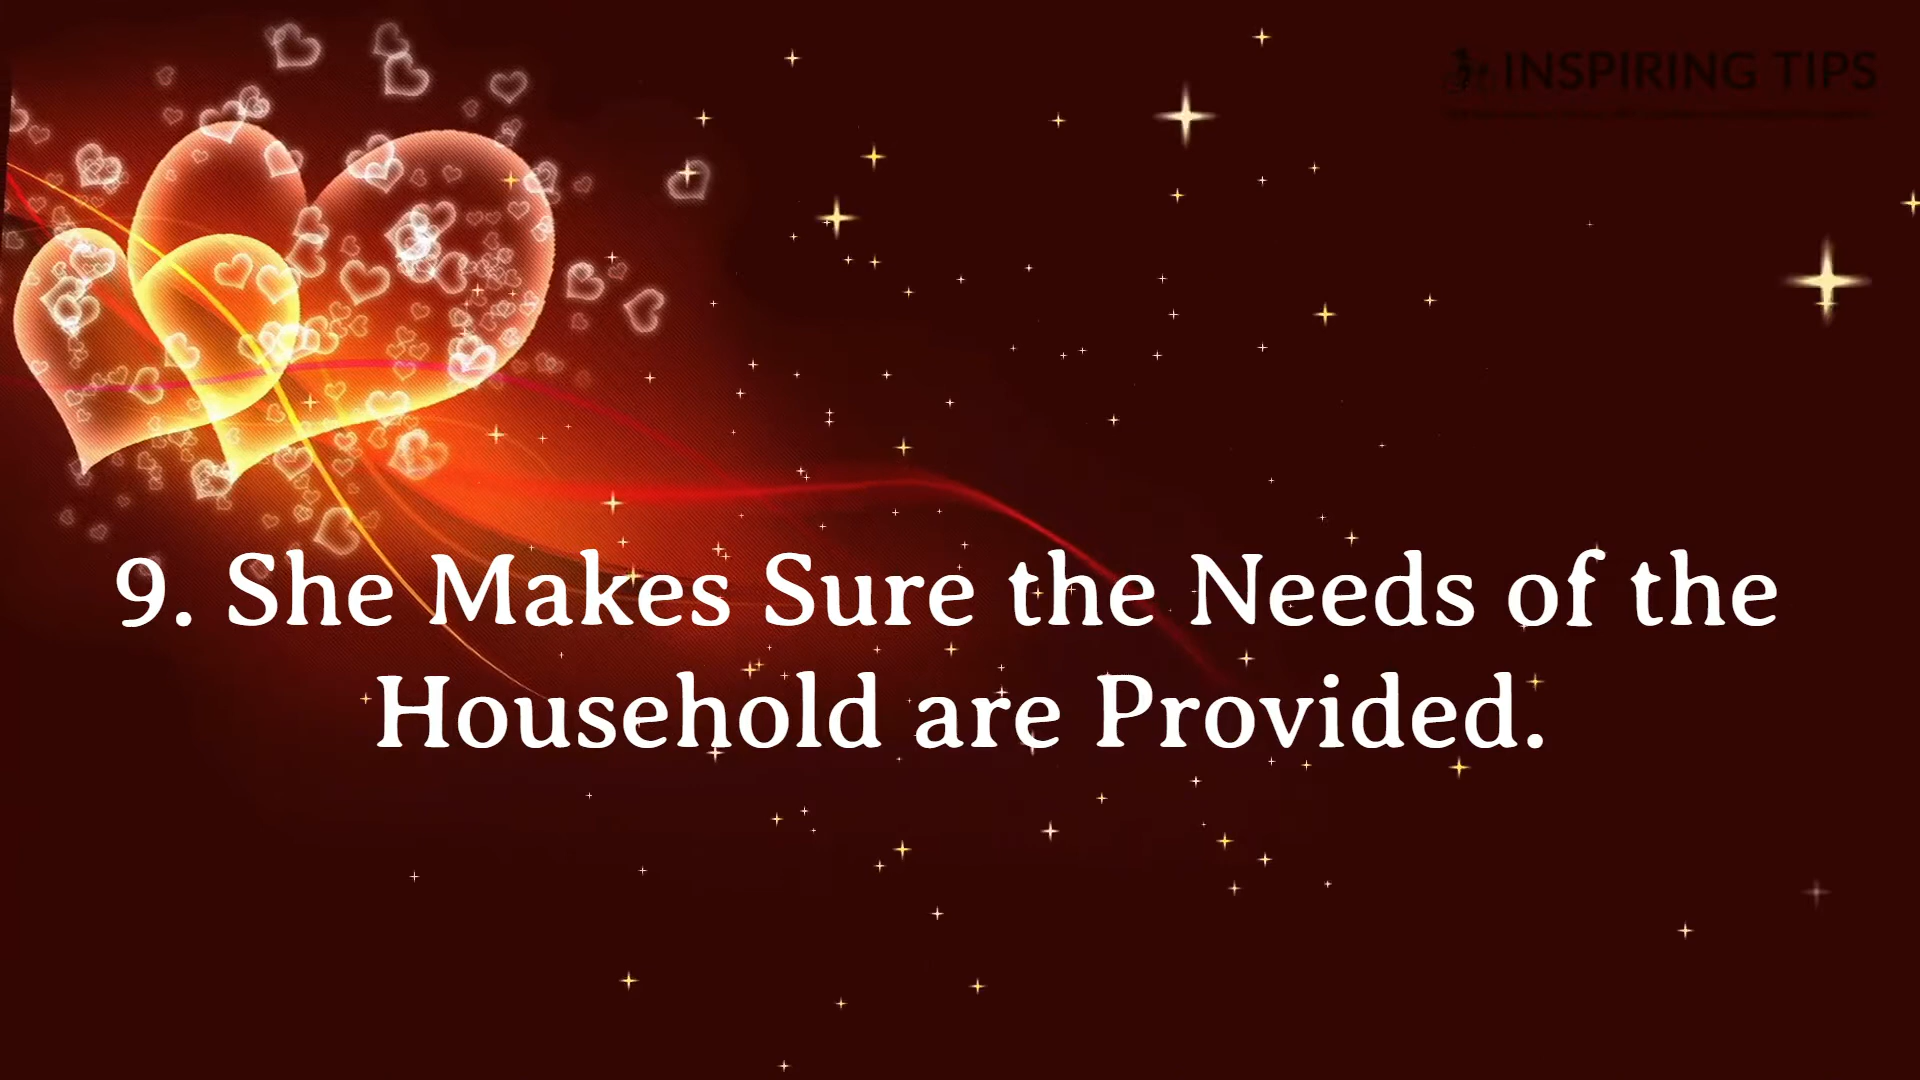 INSPIRING TIPS
9. She Makes Sure the Needs of the
Household are Provided.